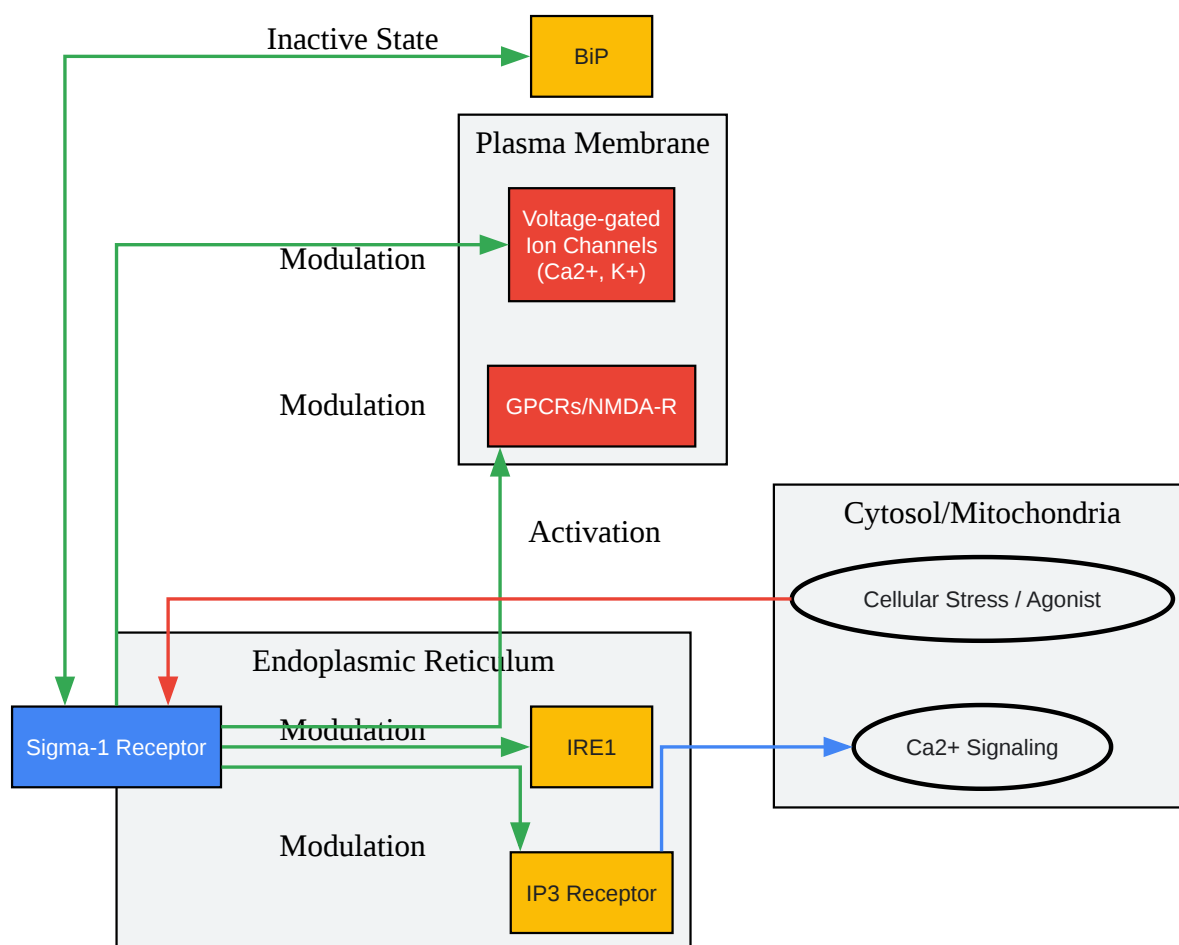 Inactive State
BiP
Plasma Membrane
Voltage-gated
Ion Channels
(Ca2+, K+)
Modulation
Modulation
GPCRs/NMDA-R
Activation
Cytosol/Mitochondria
Cellular Stress / Agonist
Endoplasmic Reticulum
Sigma-1 Receptor
Modulation
IRE1
Ca2+ Signaling
Modulation
IP3 Receptor